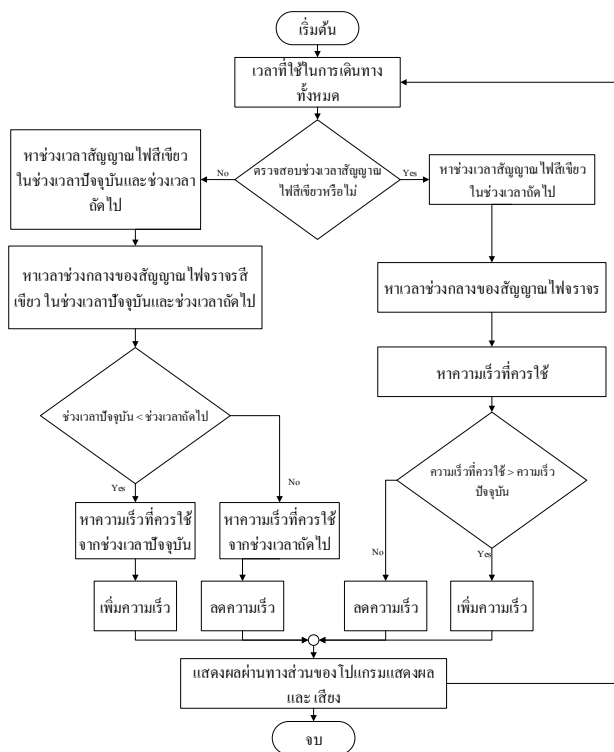 เริ่มต้น
เวลาที่ใช้ในการเดินทาง
ทั้งหมด
ตรวจสอบช่วงเวลาสัญญาณ
ไฟสีเขียวหรือไม่
No
Yes
หาช่วงเวลาสัญญาณไฟสีเขียว
ในช่วงเวลาปัจจุบันและช่วงเวลา
ถัดไป
หาช่วงเวลาสัญญาณไฟสีเขียว
ในช่วงเวลาถัดไป
หาเวลาช่วงกลางของสัญญาณไฟจราจรสี
เขียว ในช่วงเวลาปัจจุบันและช่วงเวลาถัดไป
หาเวลาช่วงกลางของสัญญาณไฟจราจร
หาความเร็วที่ควรใช้
ช่วงเวลาปัจจุบัน < ช่วงเวลาถัดไป
Yes
No
ความเร็วที่ควรใช้ > ความเร็ว
ปัจจุบัน
No
Yes
หาความเร็วที่ควรใช้
จากช่วงเวลาปัจจุบัน
หาความเร็วที่ควรใช้
จากช่วงเวลาถัดไป
เพิ่มความเร็ว
ลดความเร็ว
ลดความเร็ว
เพิ่มความเร็ว
แสดงผลผ่านทางส่วนของโปแกรมแสดงผล
และ เสียง
จบ